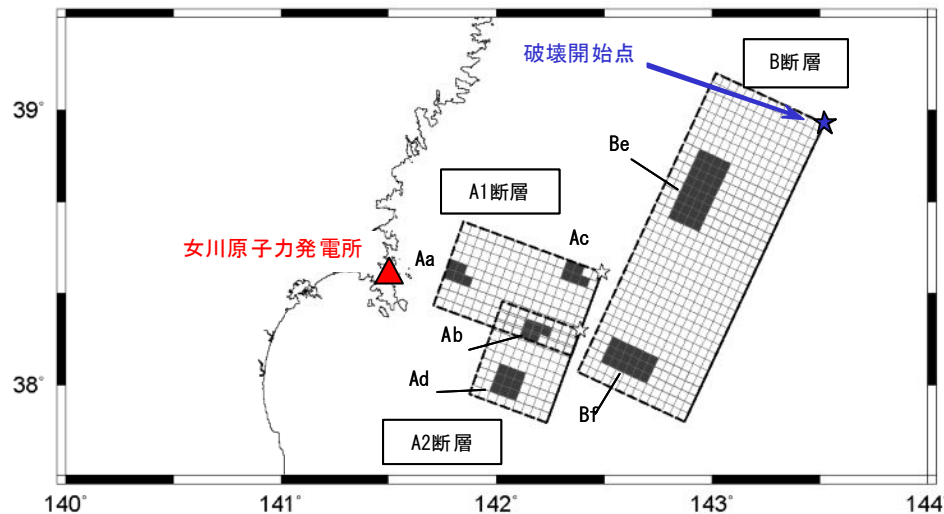 破壊開始点
B断層
39°
Be
A1断層
女川原子力発電所
Aa
Ac
Ab
38°
Ad
Bf
A2断層
140°
141°
142°
143°
144